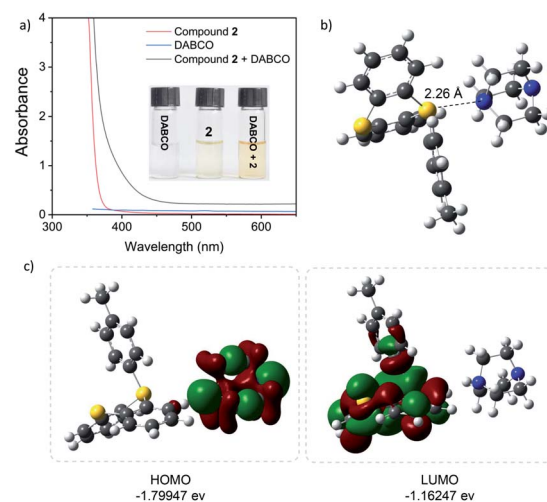 a)
Compound 2
DABCO
Compound 2 + DABCO
Absorbance
4
3
2
1
0
300
400
500
600
Wavelength (nm)
DABCO
2
DABCO + 2
b)
2.26 Å
c)
HOMO
-1.79947 ev
LUMO
-1.16247 ev